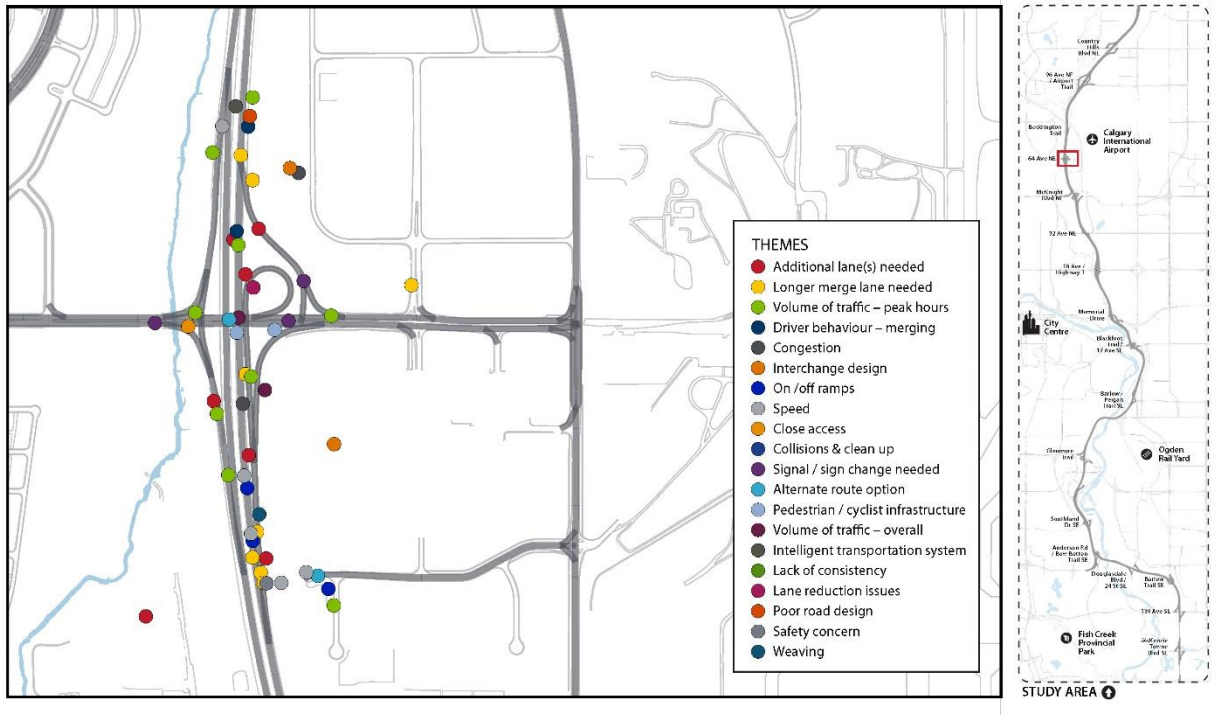 THEMES
Additional lane(s) needed
Longer merge lane needed
Volume of traffic – peak hours
Driver behaviour – merging
Congestion
Interchange design
On /off ramps
Speed
Close access
Collisions & clean up
Signal / sign change needed
Alternate route option
Pedestrian / cyclist infrastructure
Volume of traffic – overall
Intelligent transportation system
Lack of consistency
Lane reduction issues
Poor road design
Safety concern
Weaving
Country
Hills
Blvd NE
96 Ave NE
/ Airport
Trail
Beddington
Trail
Calgary
International
Airport
64 Ave NE
McKnight
Blvd NE
32 Ave NE
16 Ave /
Highway 1
Memorial
Drive
City
Centre
Blackfoot
Trail /
17 Ave SE
Barlow /
Peigan
Trail SE
Glenmore
Trail
Ogden
Rail Yard
Southland
Dr SE
Anderson Rd
/ Bow Bottom
Trail SE
Douglasdale
Blvd /
24 St SE
Barlow
Trail SE
130 Ave SE
Fish Creek
Provincial
Park
McKenzie
Towne
Blvd SE
STUDY AREA